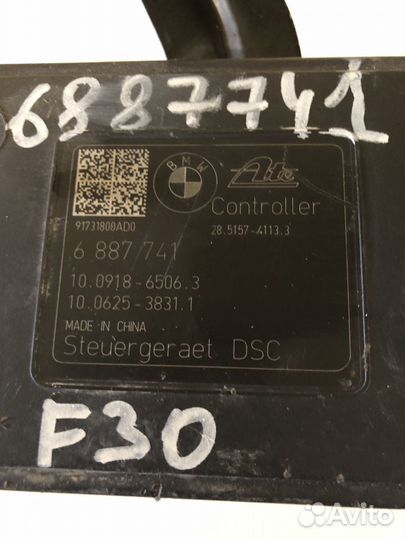 6887741
BMW
Ate
Controller
91731800AD0
28.5157-4113.3
6 887 741
10.0918-6506.3
10.0625-3831.1
MADE IN CHINA
Steuergeraet DSC
F30
Avito